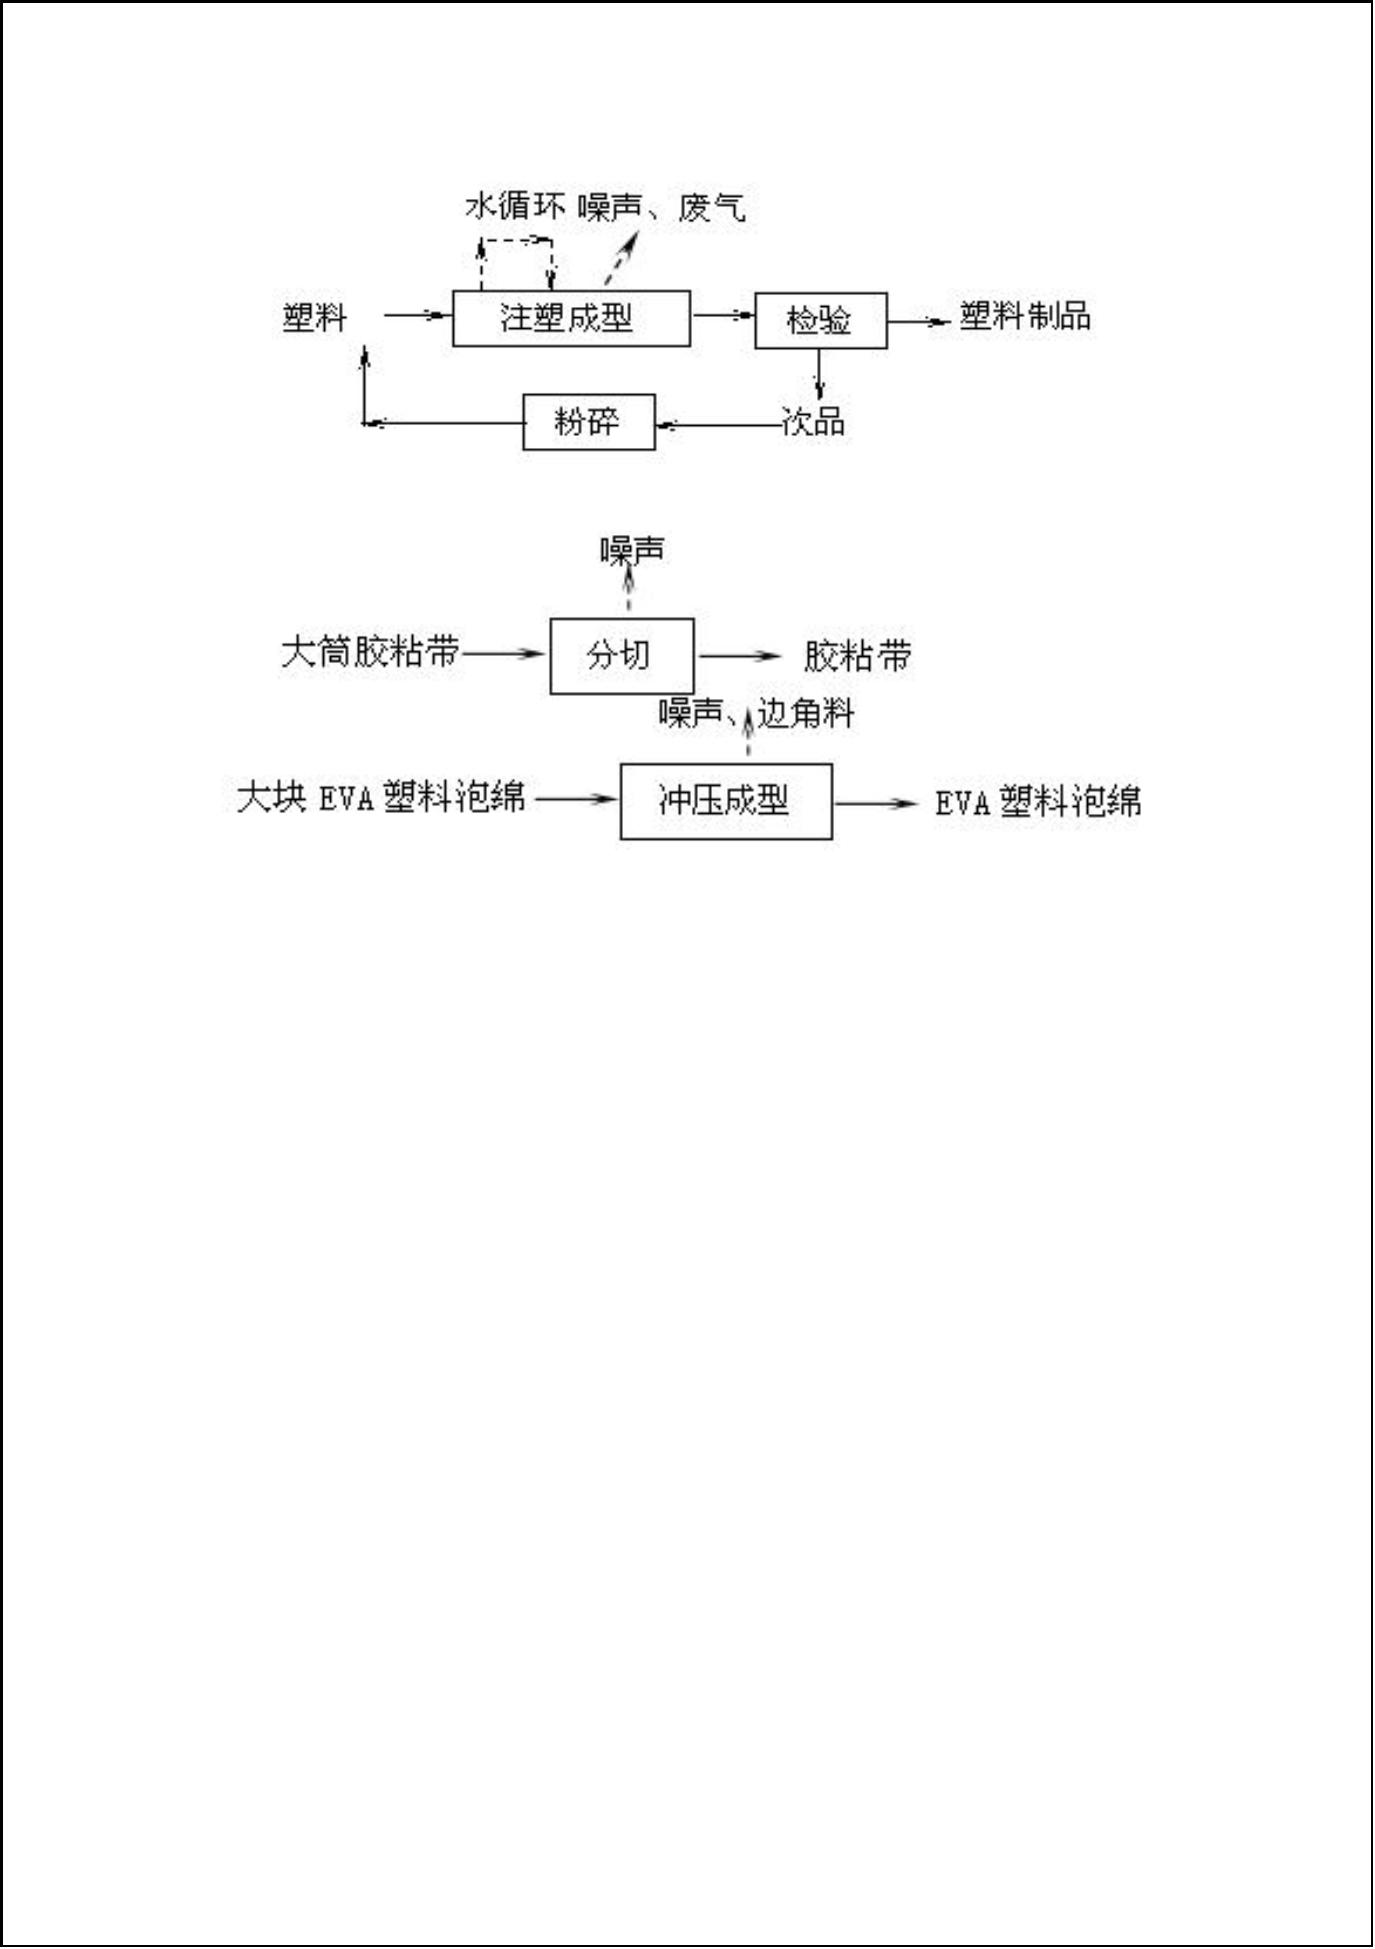 水循环 噪声、废气
塑料 注塑成型 检验 塑料制品
粉碎 次品
噪声
大筒胶粘带 分切 胶粘带
噪声、边角料
大块 EVA 塑料泡绵 冲压成型 EVA 塑料泡绵